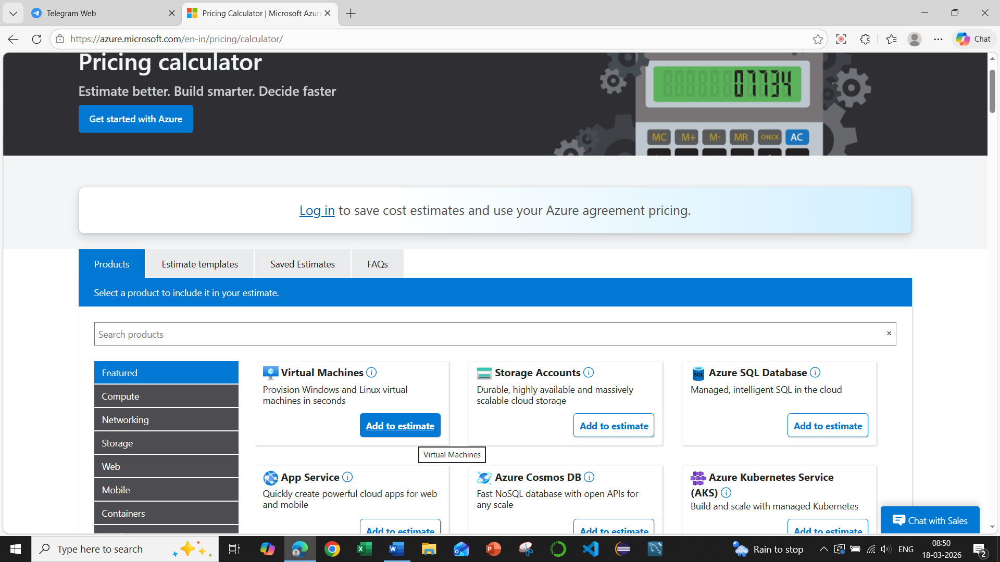 Telegram Web
Pricing Calculator | Microsoft Azure
https://azure.microsoft.com/en-in/pricing/calculator/
Chat
Pricing calculator
Estimate better. Build smarter. Decide faster
Get started with Azure
07734
MC M+ M- MR CHECK AC
Log in to save cost estimates and use your Azure agreement pricing.
Products
Estimate templates
Saved Estimates
FAQs
Select a product to include it in your estimate.
Search products
Featured
Compute
Networking
Storage
Web
Mobile
Containers
Virtual Machines
Provision Windows and Linux virtual
machines in seconds
Add to estimate
Virtual Machines
Storage Accounts
Durable, highly available and massively
scalable cloud storage
Add to estimate
SQL
Azure SQL Database
Managed, intelligent SQL in the cloud
Add to estimate
App Service
Quickly create powerful cloud apps for web
and mobile
Add to estimate
Azure Cosmos DB
Fast NoSQL database with open APIs for
any scale
Add to estimate
Azure Kubernetes Service
(AKS)
Build and scale with managed Kubernetes
Add to estimate
Chat with Sales
Type here to search
Rain to stop
ENG
08:50
18-03-2026
2